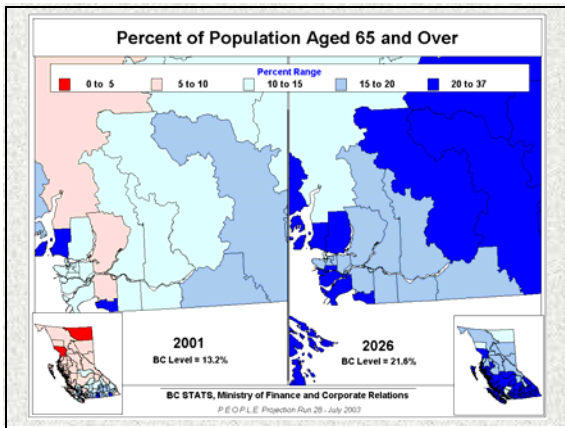 Percent of Population Aged 65 and Over
Percent Range
0 to 5 5 to 10 10 to 15 15 to 20 20 to 37
2001
BC Level = 13.2%
2026
BC Level = 21.6%
BC STATS, Ministry of Finance and Corporate Relations
P.E.O.P.L.E. Projection Run 28 - July 2003